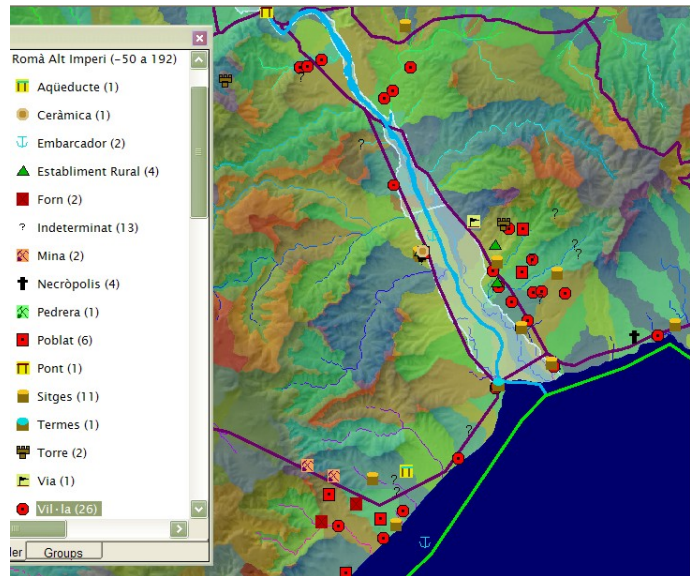 Romà Alt Imperi (-50 a 192)
Aqüeducte (1)
Ceràmica (1)
Embarcador (2)
Establiment Rural (4)
Forn (2)
Indeterminat (13)
Mina (2)
Necròpolis (4)
Pedrera (1)
Poblat (6)
Pont (1)
Sitges (11)
Termes (1)
Torre (2)
Via (1)
Vil·la (26)
Groups